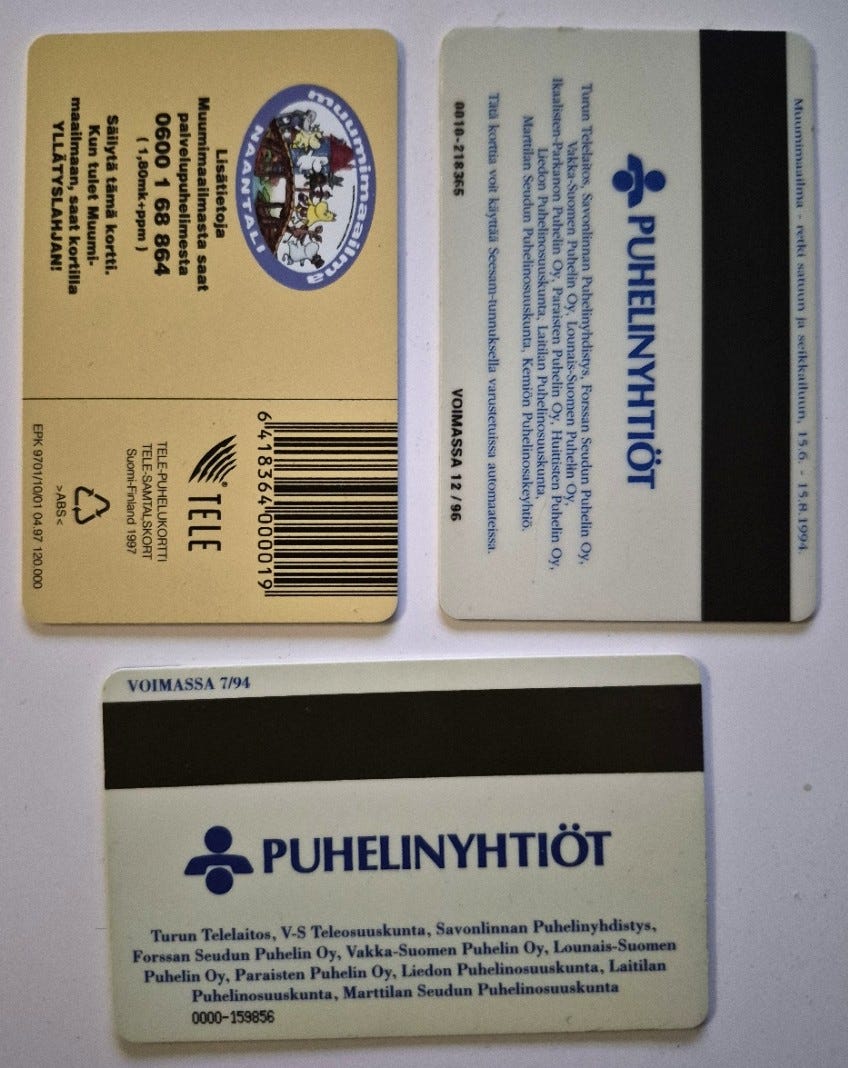 muumimaailma
NAANTALI
Lisätietoja
Muumimaailmasta saat
palvelupuhelimesta
0600 1 68 864
(1,80mk+ppm)
Säilytä tämä kortti.
Kun tulet Muumi-
maailmaan, saat kortilla
YLLÄTYSLAHJAN!
6 418364 000019
TELE
TELE-PUHELUKORTTI
TELE-SAMTALSKORT
Suomi-Finland 1997
>ABS<
EPK 9701/10/01 04.97 120.000
Muumimaailma - retki satuun ja seikkailuun, 15.6. - 15.8.1994.
PUHELINYHTIÖT
Turun Telelaitos, Savonlinnan Puhelinyhdistys, Forssan Seudun Puhelin Oy,
Vakka-Suomen Puhelin Oy, Lounais-Suomen Puhelin Oy,
Ikaalisten-Parkanon Puhelin Oy, Paraisten Puhelin Oy, Huittisten Puhelin Oy,
Liedon Puhelinosuuskunta, Laitilan Puhelinosuuskunta,
Marttilan Seudun Puhelinosuuskunta, Kemiön Puhelinosakeyhtiö.
Tätä korttia voit käyttää Seesam-tunnuksella varustetuissa automaateissa.
0010-218365
VOIMASSA 12/96
VOIMASSA 7/94
PUHELINYHTIÖT
Turun Telelaitos, V-S Teleosuuskunta, Savonlinnan Puhelinyhdistys,
Forssan Seudun Puhelin Oy, Vakka-Suomen Puhelin Oy, Lounais-Suomen
Puhelin Oy, Paraisten Puhelin Oy, Liedon Puhelinosuuskunta, Laitilan
Puhelinosuuskunta, Marttilan Seudun Puhelinosuuskunta
0000-159856